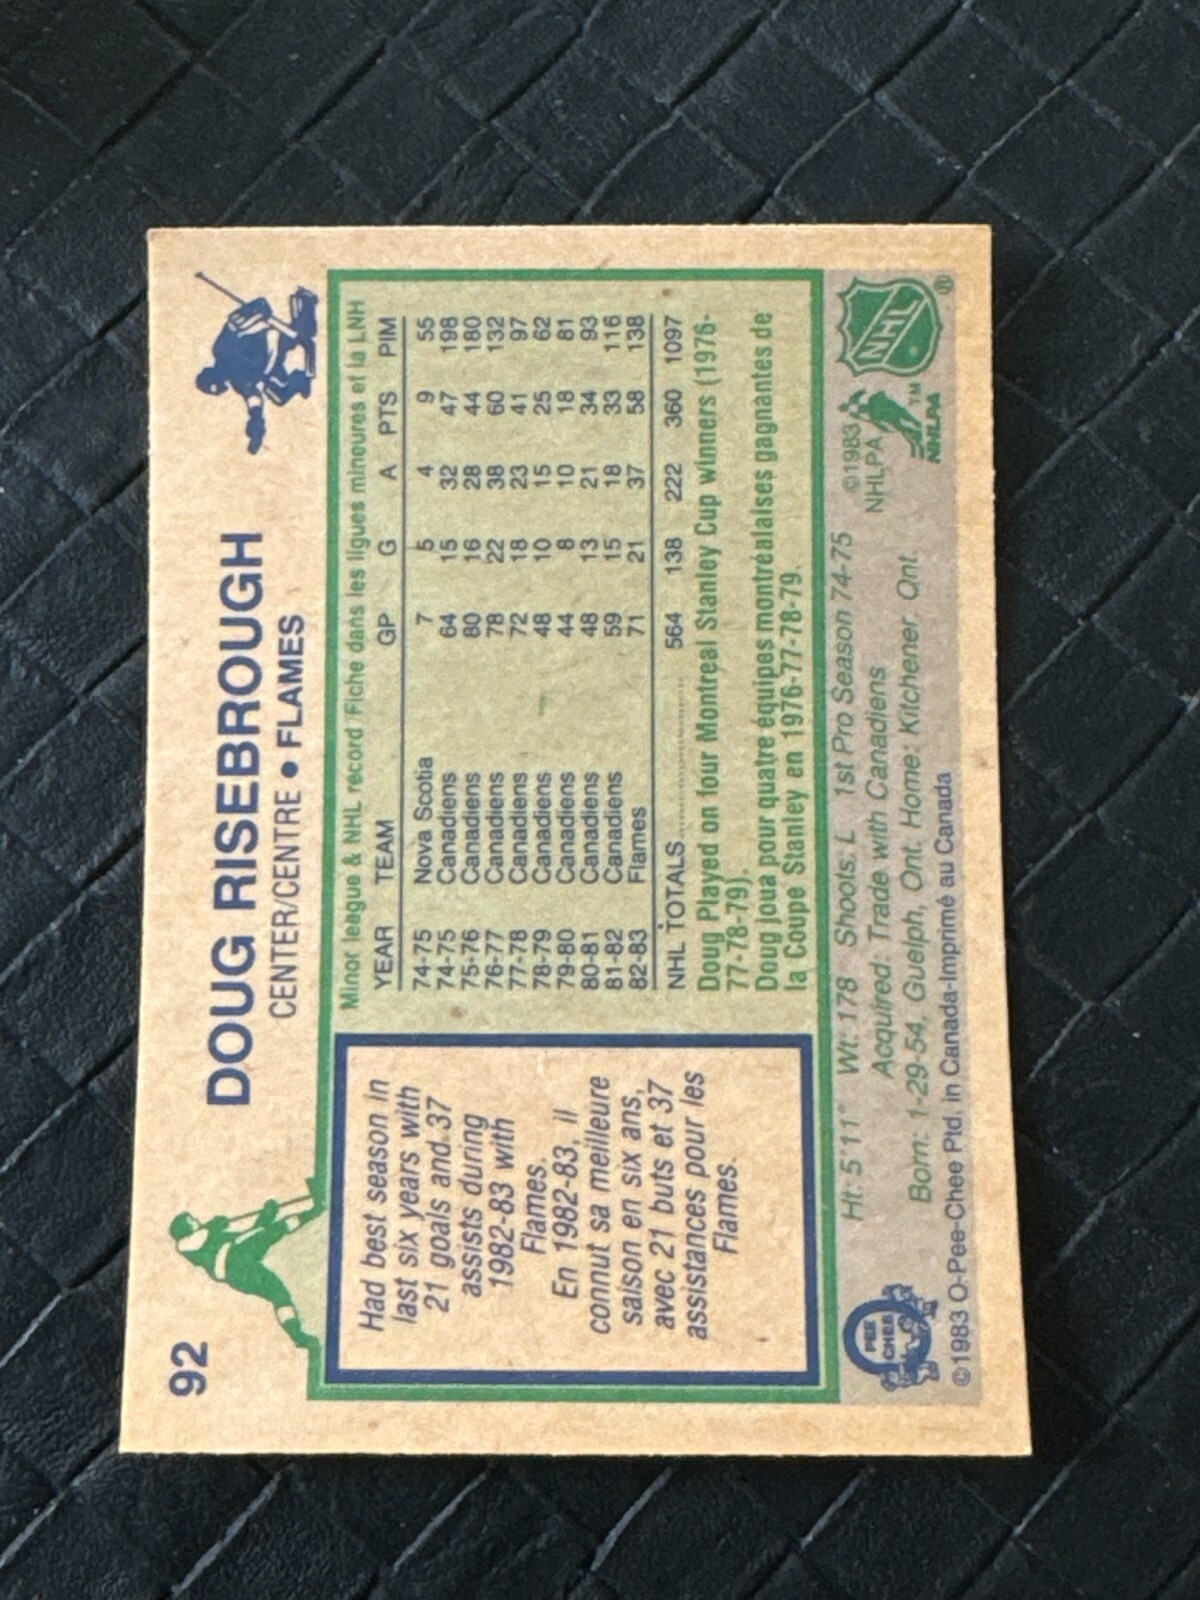 92
DOUG RISEBROUGH
CENTER/CENTRE • FLAMES
Had best season in
last six years with
21 goals and 37
assists during
1982-83 with
Flames.
En 1982-83, il
connut sa meilleure
saison en six ans,
avec 21 buts et 37
assistances pour les
Flames.
Minor league & NHL record Fiche dans les ligues mineures et la LNH
YEAR TEAM GP G A PTS PIM
74-75 Nova Scotia 7 5 4 9 55
74-75 Canadiens 64 15 32 47 198
75-76 Canadiens 80 16 28 44 180
76-77 Canadiens 78 22 38 60 132
77-78 Canadiens 72 18 23 41 97
78-79 Canadiens 48 10 15 25 62
79-80 Canadiens 44 8 10 18 81
80-81 Canadiens 48 13 21 34 93
81-82 Canadiens 59 15 18 33 116
82-83 Flames 71 21 37 58 138
NHL TOTALS 564 138 222 360 1097
Doug Played on four Montreal Stanley Cup winners (1976-
77-78-79).
Doug joua pour quatre équipes montréalaises gagnantes de
la Coupe Stanley en 1976-77-78-79.
Ht: 5'11" Wt: 178 Shoots: L 1st Pro Season 74-75
Acquired: Trade with Canadiens
Born: 1-29-54, Guelph, Ont. Home: Kitchener, Ont.
©1983 O-Pee-Chee Ptd. in Canada-Imprimé au Canada
O
PEE
CHEE
©1983
NHLPA
NHLPA
TM
NHL
®